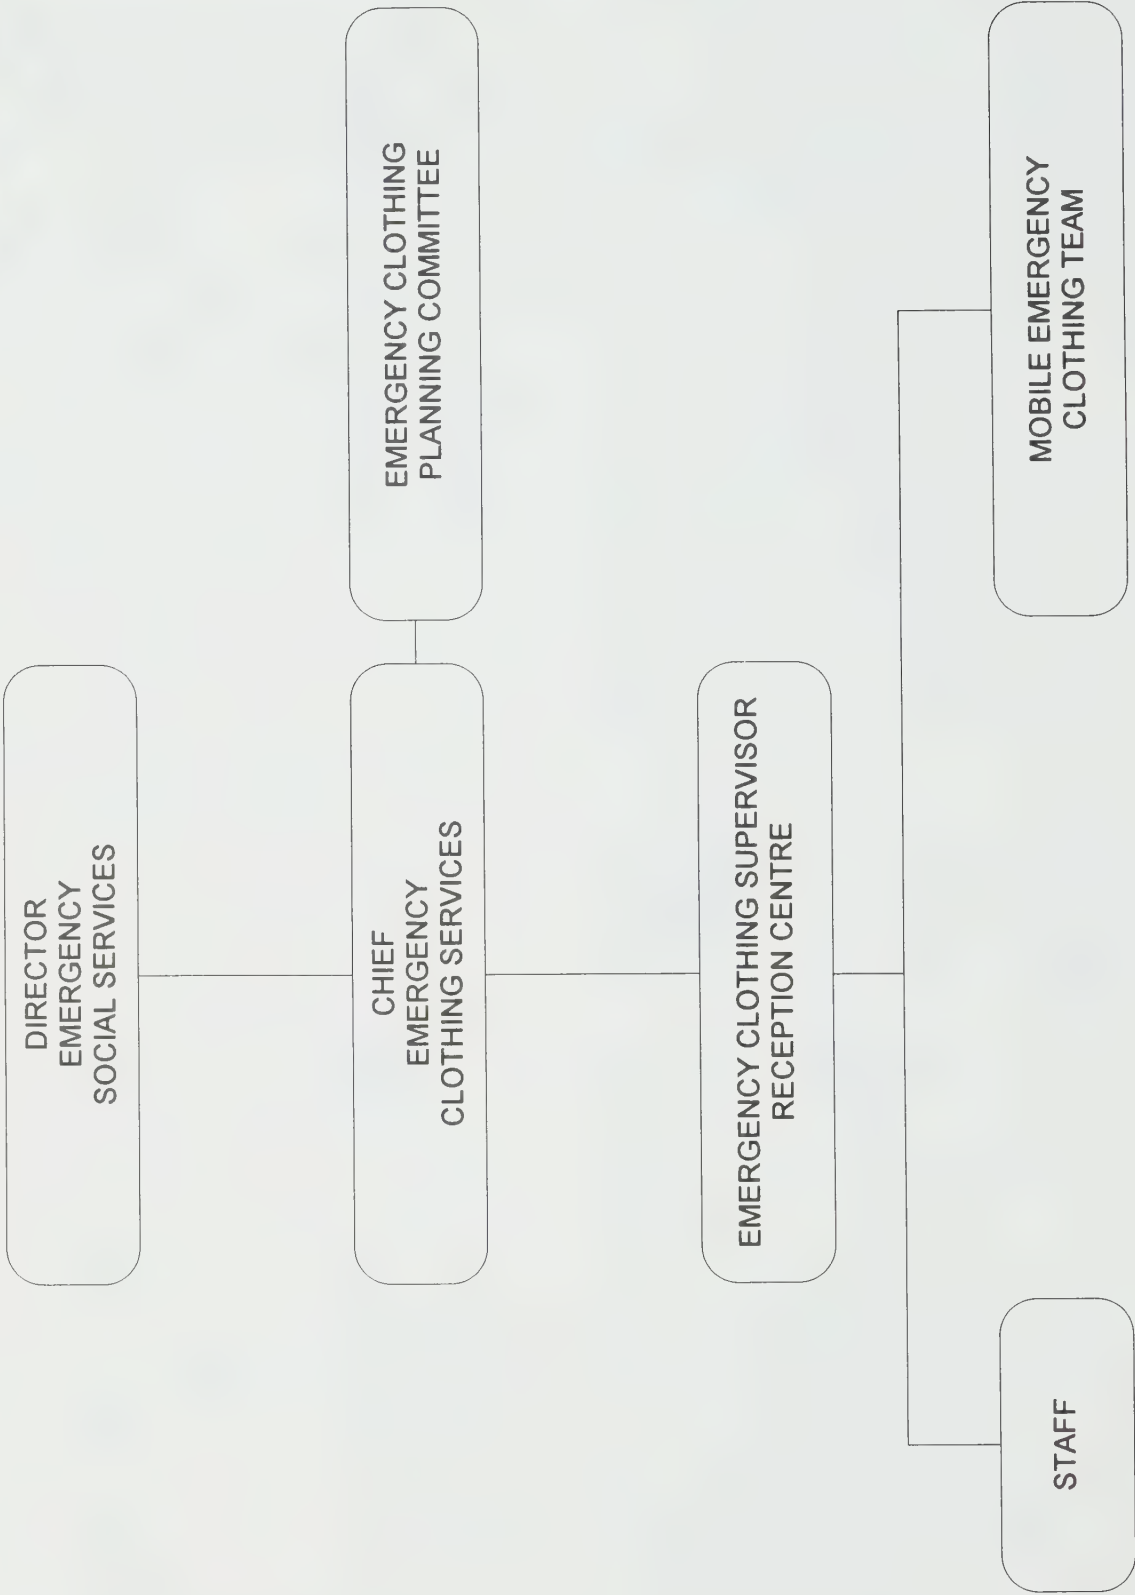 DIRECTOR
EMERGENCY
SOCIAL SERVICES
CHIEF
EMERGENCY
CLOTHING SERVICES
EMERGENCY CLOTHING
PLANNING COMMITTEE
EMERGENCY CLOTHING SUPERVISOR
RECEPTION CENTRE
STAFF
MOBILE EMERGENCY
CLOTHING TEAM